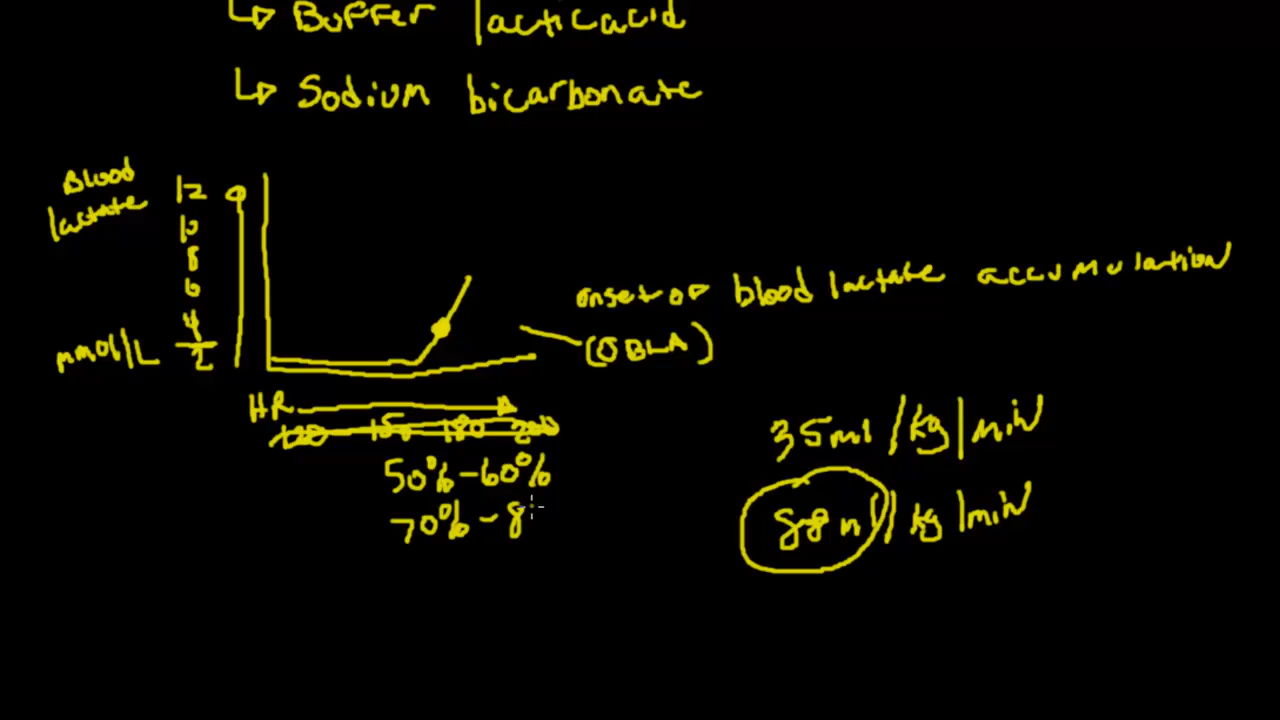 ↳ Buffer lactic acid
↳ Sodium bicarbonate
Blood
lactate
12
10
8
6
4
2
mmol/L
onset of blood lactate accumulation
(OBLA)
HR
120 150 180 200
50% - 60%
70% - 8
35ml/kg/min
88ml/kg/min